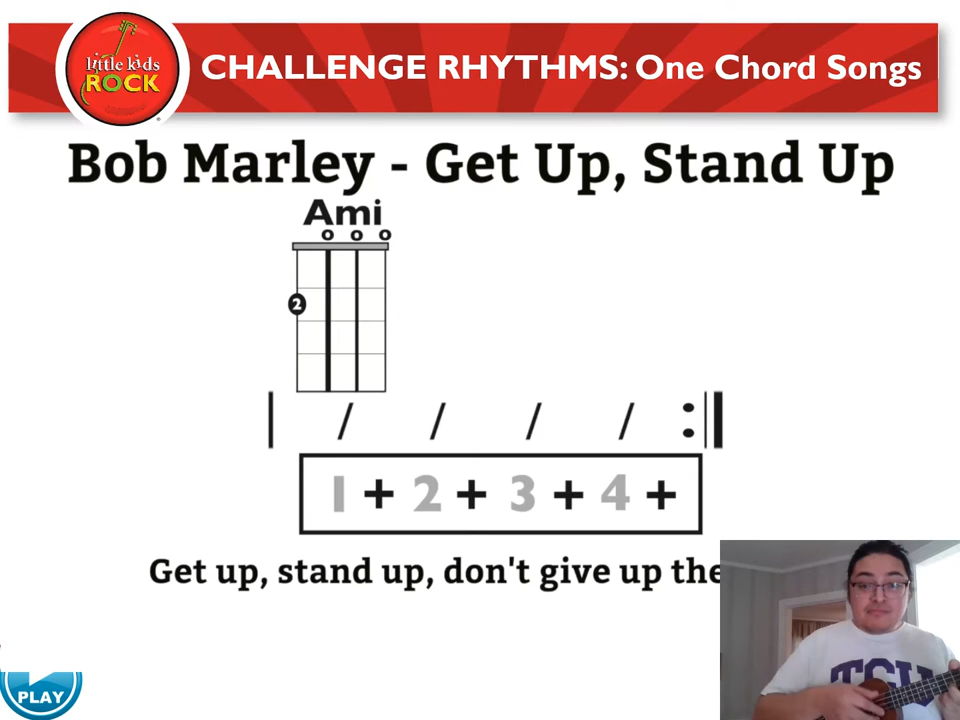 little kids
ROCK
CHALLENGE RHYTHMS: One Chord Songs
Bob Marley - Get Up, Stand Up
Ami
o o o
2
/ / / /
1 + 2 + 3 + 4 +
Get up, stand up, don't give up the
TCU
PLAY